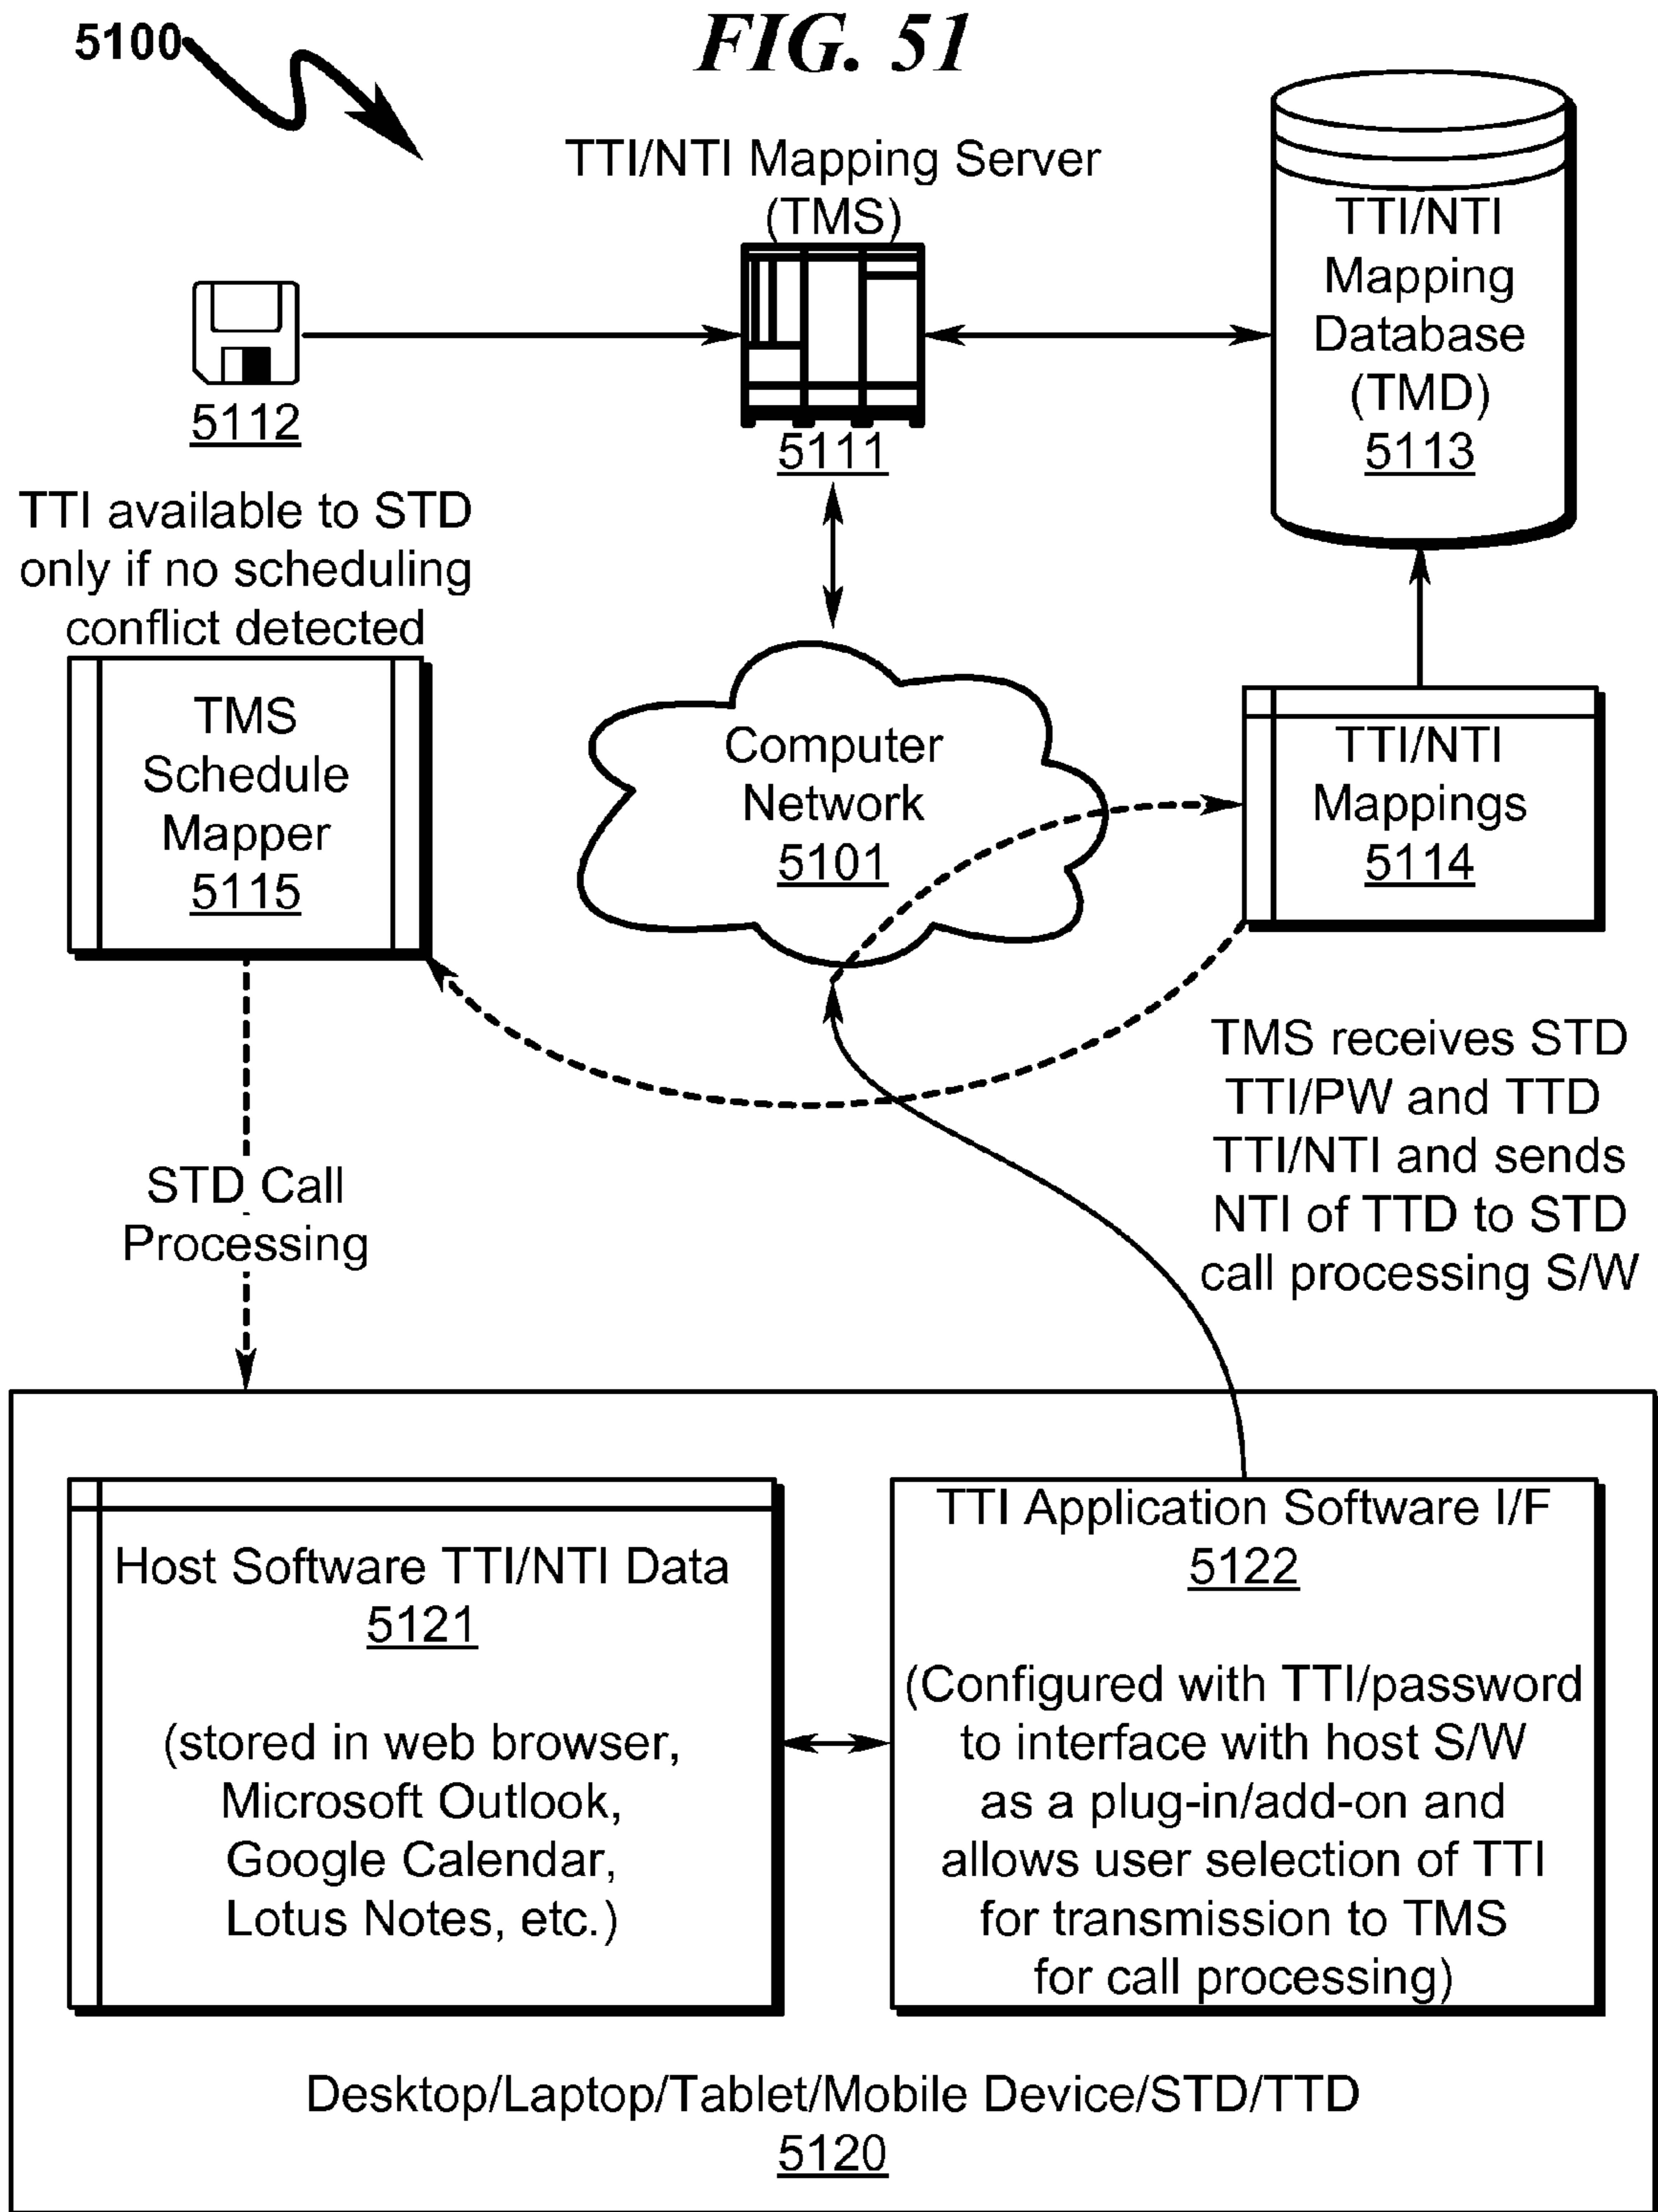 FIG. 51
5100
TTI/NTI Mapping Server
(TMS)
5111
5112
TTI/NTI
Mapping
Database
(TMD)
5113
TTI available to STD
only if no scheduling
conflict detected
TMS
Schedule
Mapper
5115
Computer
Network
5101
TTI/NTI
Mappings
5114
TMS receives STD
TTI/PW and TTD
TTI/NTI and sends
NTI of TTD to STD
call processing S/W
STD Call
Processing
Host Software TTI/NTI Data
5121
(stored in web browser,
Microsoft Outlook,
Google Calendar,
Lotus Notes, etc.)
TTI Application Software I/F
5122
(Configured with TTI/password
to interface with host S/W
as a plug-in/add-on and
allows user selection of TTI
for transmission to TMS
for call processing)
Desktop/Laptop/Tablet/Mobile Device/STD/TTD
5120